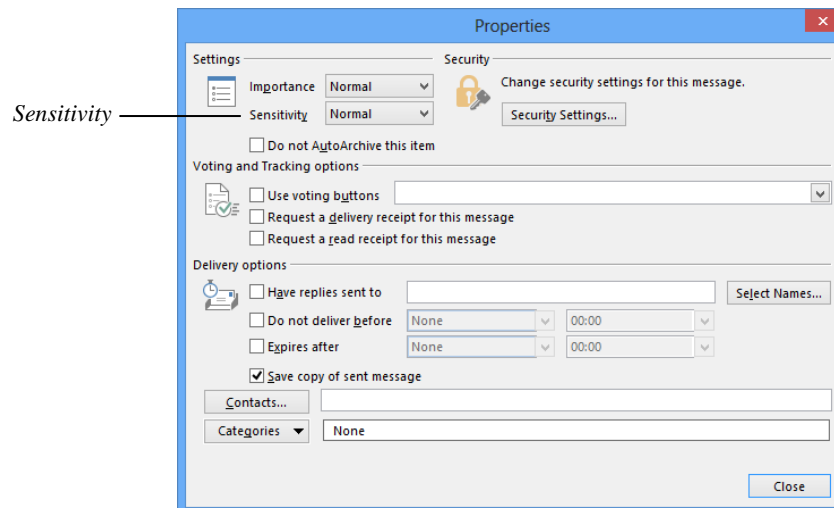 Properties
Settings Security
Importance Normal Change security settings for this message.
Sensitivity Sensitivity Normal Security Settings...
Do not AutoArchive this item
Voting and Tracking options
Use voting buttons
Request a delivery receipt for this message
Request a read receipt for this message
Delivery options
Have replies sent to Select Names...
Do not deliver before None 00:00
Expires after None 00:00
Save copy of sent message
Contacts...
Categories None
Close